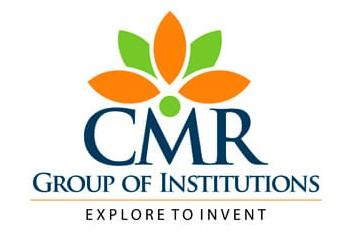 CMR
GROUP OF INSTITUTIONS
EXPLORE TO INVENT